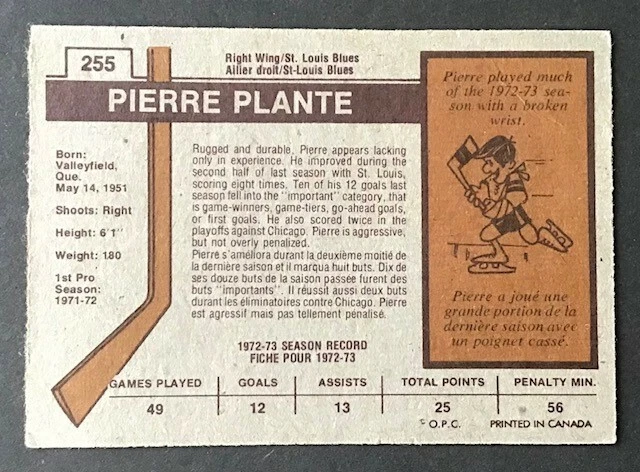 255
Right Wing/St. Louis Blues
Allier droit/St-Louis Blues
PIERRE PLANTE
Born:
Valleyfield,
Que.
May 14, 1951
Shoots: Right
Height: 6'1"
Weight: 180
1st Pro
Season:
1971-72
Rugged and durable, Pierre appears lacking
only in experience. He improved during the
second half of last season with St. Louis,
scoring eight times. Ten of his 12 goals last
season fell into the "important" category, that
is game-winners, game-tiers, go-ahead goals,
or first goals. He also scored twice in the
playoffs against Chicago. Pierre is aggressive,
but not overly penalized.
Pierre s'améliora durant la deuxième moitié de
la dernière saison et il marqua huit buts. Dix de
ses douze buts de la saison passée furent des
buts "importants". Il réussit aussi deux buts
durant les éliminatoires contre Chicago. Pierre
est agressif mais pas tellement pénalisé.
Pierre played much
of the 1972-73 sea-
son with a broken
wrist.
Pierre a joué une
grande portion de la
dernière saison avec
un poignet cassé.
1972-73 SEASON RECORD
FICHE POUR 1972-73
GAMES PLAYED GOALS ASSISTS TOTAL POINTS PENALTY MIN.
49 12 13 25 56
© O.P.C. PRINTED IN CANADA